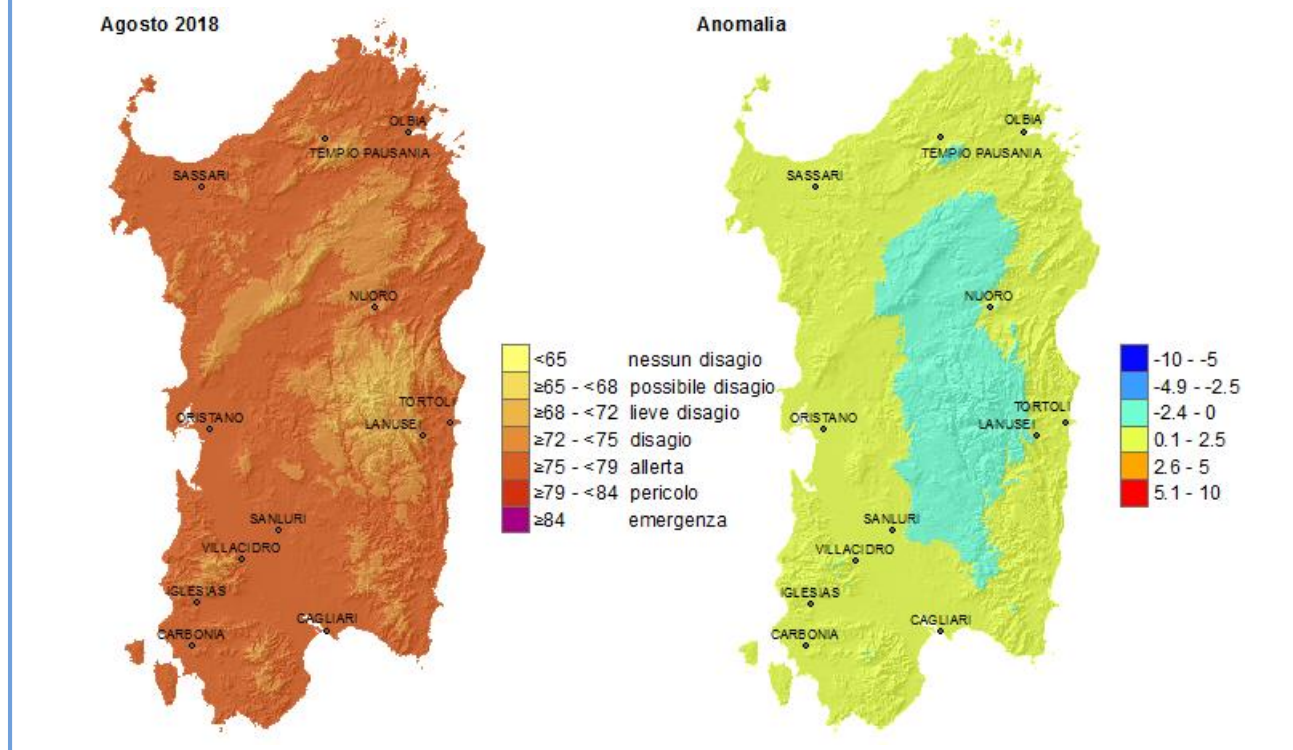 Agosto 2018
OLBIA
TEMPIO PAUSANIA
SASSARI
NUORO
TORTOLI
ORISTANO
LANUSEI
SANLURI
VILLACIDRO
IGLESIAS
CAGLIARI
CARBONIA
<65 nessun disagio
≥65 - <68 possibile disagio
≥68 - <72 lieve disagio
≥72 - <75 disagio
≥75 - <79 allerta
≥79 - <84 pericolo
≥84 emergenza
Anomalia
OLBIA
TEMPIO PAUSANIA
SASSARI
NUORO
TORTOLI
ORISTANO
LANUSEI
SANLURI
VILLACIDRO
IGLESIAS
CAGLIARI
CARBONIA
-10 - -5
-4.9 - -2.5
-2.4 - 0
0.1 - 2.5
2.6 - 5
5.1 - 10